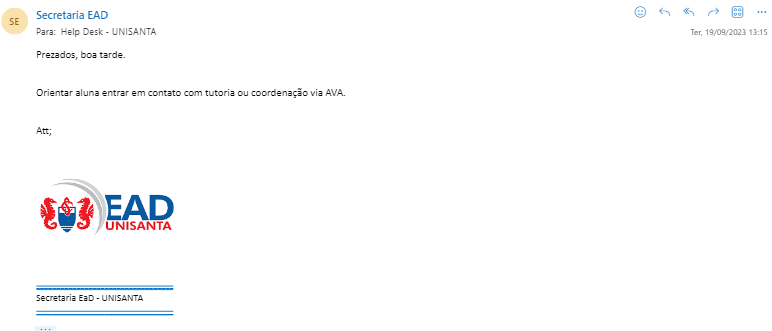 SE
Secretaria EAD
Para: Help Desk - UNISANTA
Ter, 19/09/2023 13:15
Prezados, boa tarde.
Orientar aluna entrar em contato com tutoria ou coordenação via AVA.
Att;
EAD
UNISANTA
Secretaria EaD - UNISANTA